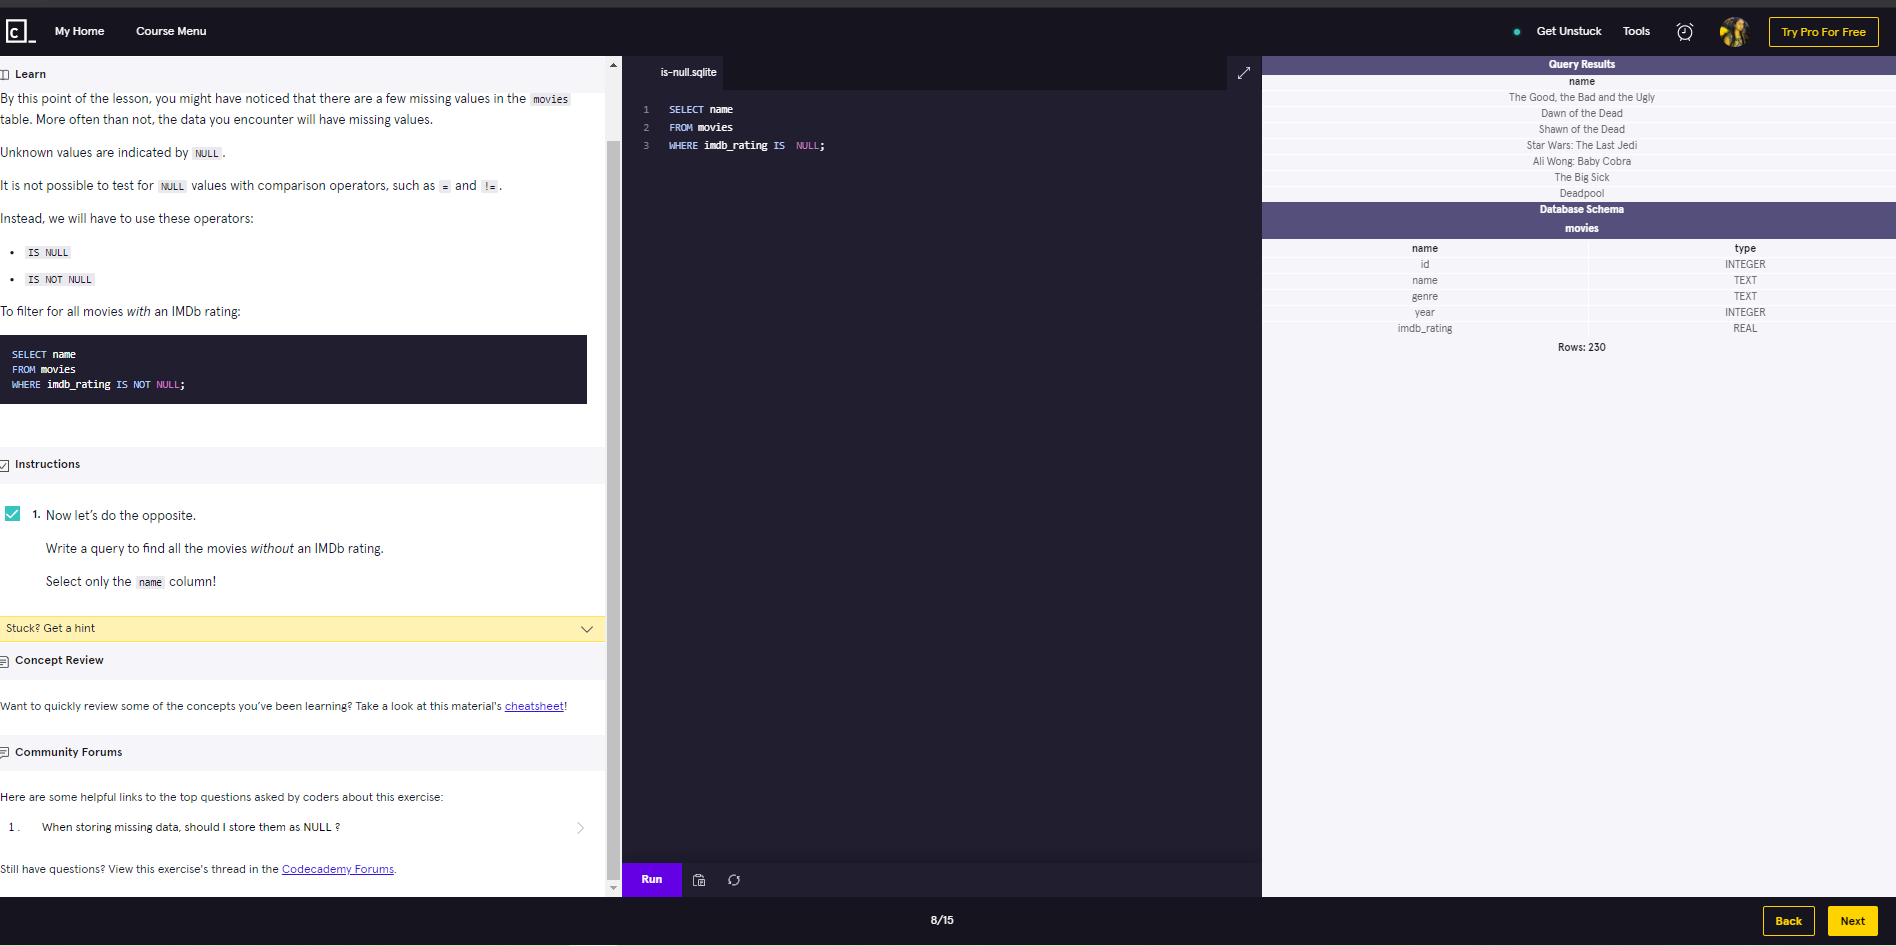 C_
My Home
Course Menu
Get Unstuck
Tools
Try Pro For Free
Learn
By this point of the lesson, you might have noticed that there are a few missing values in the movies
table. More often than not, the data you encounter will have missing values.
Unknown values are indicated by NULL.
It is not possible to test for NULL values with comparison operators, such as = and !=.
Instead, we will have to use these operators:
• IS NULL
• IS NOT NULL
To filter for all movies with an IMDb rating:
SELECT name
FROM movies
WHERE imdb_rating IS NOT NULL;
Instructions
1. Now let's do the opposite.
Write a query to find all the movies without an IMDb rating.
Select only the name column!
Stuck? Get a hint
Concept Review
Want to quickly review some of the concepts you've been learning? Take a look at this material's cheatsheet!
Community Forums
Here are some helpful links to the top questions asked by coders about this exercise:
1. When storing missing data, should I store them as NULL ?
Still have questions? View this exercise's thread in the Codecademy Forums.
is-null.sqlite
1 SELECT name
2 FROM movies
3 WHERE imdb_rating IS  NULL;
Run
Query Results
name
The Good, the Bad and the Ugly
Dawn of the Dead
Shawn of the Dead
Star Wars: The Last Jedi
Ali Wong: Baby Cobra
The Big Sick
Deadpool
Database Schema
movies
name type
id INTEGER
name TEXT
genre TEXT
year INTEGER
imdb_rating REAL
Rows: 230
8/15
Back
Next